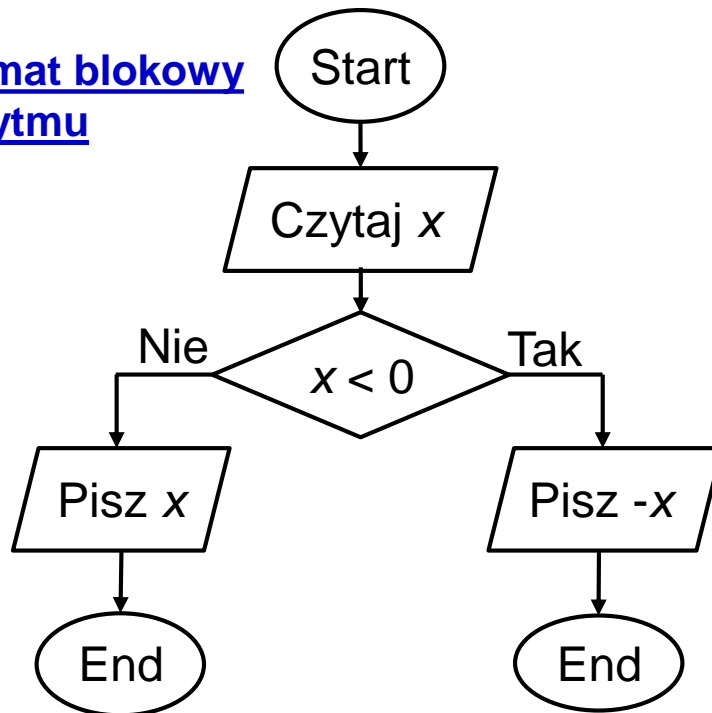 mat blokowy
ytmu
Start
Czytaj x
Nie
Tak
x < 0
Pisz x
Pisz -x
End
End